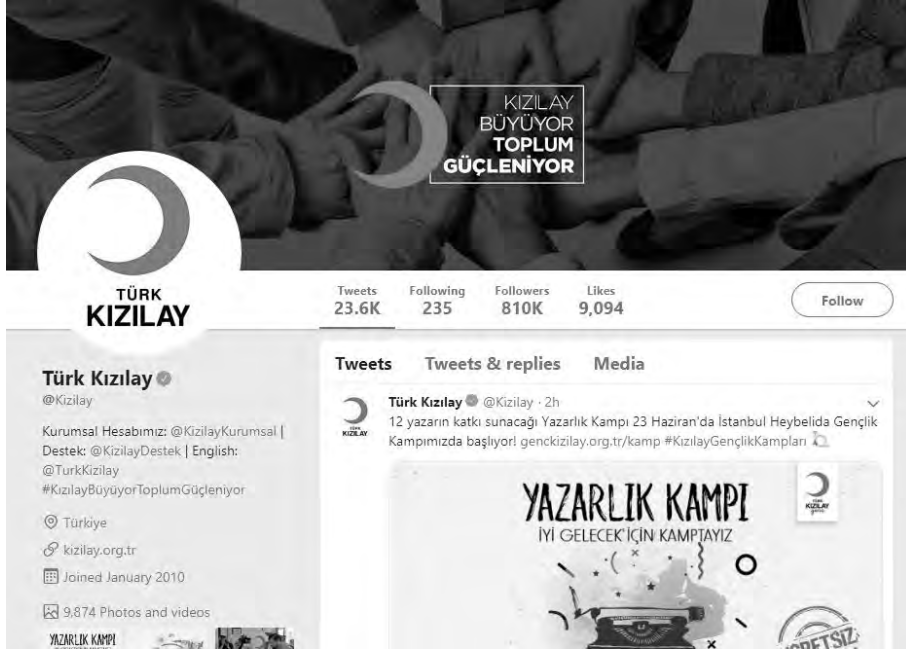 KIZILAY
BÜYÜYOR
TOPLUM
GÜÇLENİYOR
TÜRK
KIZILAY
Tweets
23.6K
Following
235
Followers
810K
Likes
9,094
Follow
Türk Kızılay
@Kizilay
Kurumsal Hesabımız: @KizilayKurumsal |
Destek: @KizilayDestek | English:
@TurkKizilay
#KızılayBüyüyorToplumGüçleniyor
Türkiye
kizilay.org.tr
Joined January 2010
9,874 Photos and videos
YAZARLIK KAMPI
Tweets Tweets & replies Media
Türk Kızılay @Kizilay · 2h
12 yazarın katkı sunacağı Yazarlık Kampı 23 Haziran'da İstanbul Heybelida Gençlik
Kampımızda başlıyor! genckizilay.org.tr/kamp #KızılayGençlikKampları
TÜRK
KIZILAY
YAZARLIK KAMPI
İYİ GELECEK İÇİN KAMPTAYIZ
TÜRK
KIZILAY